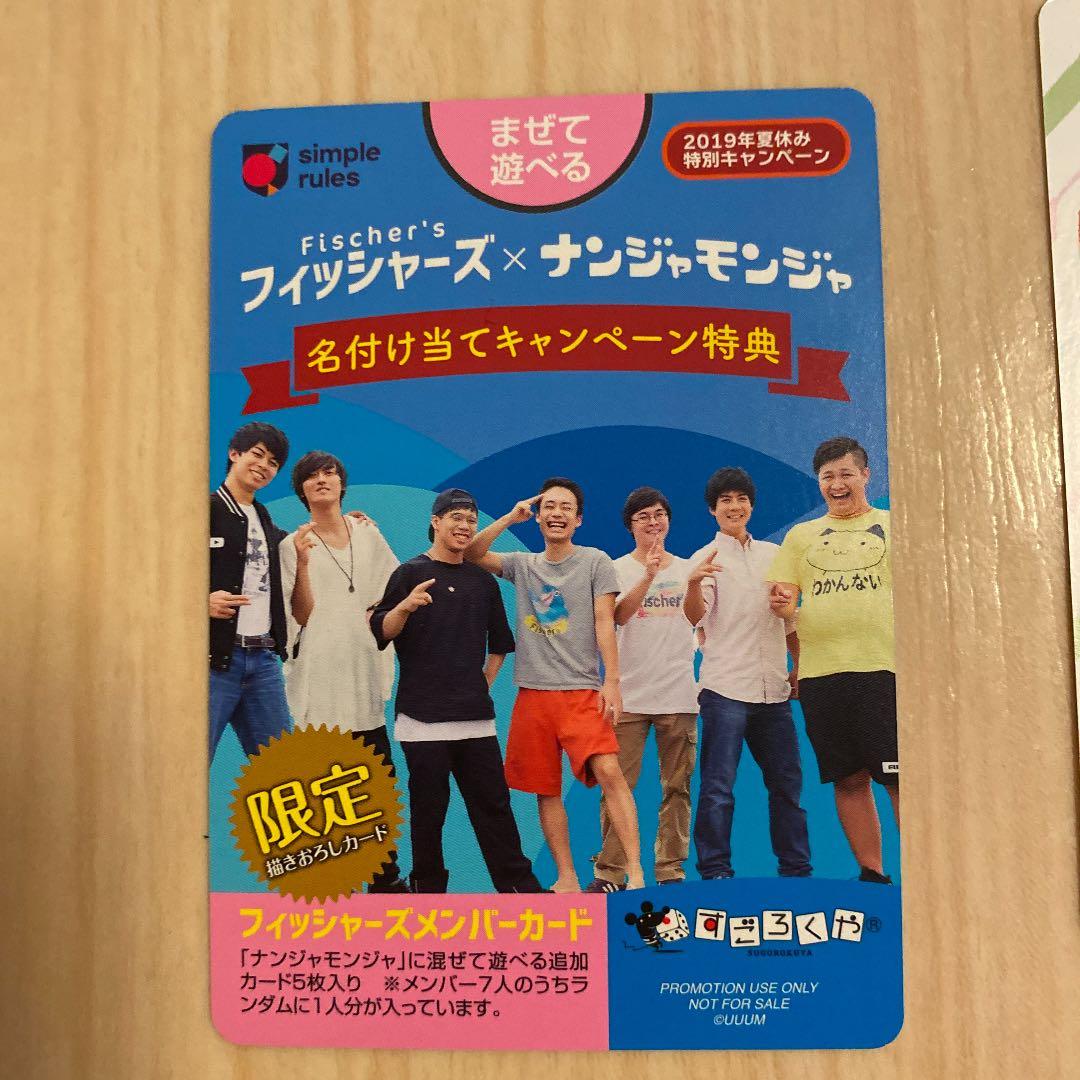 simple
rules
まぜて
遊べる
2019年夏休み
特別キャンペーン
Fischer's
フィッシャーズ×ナンジャモンジャ
名付け当てキャンペーン特典
Fischer
わかんない
限定
描きおろしカード
フィッシャーズメンバーカード
「ナンジャモンジャ」に混ぜて遊べる追加
カード5枚入り ※メンバー7人のうちラ
ンダムに1人分が入っています。
すごろくや®
SUGOROKUYA
PROMOTION USE ONLY
NOT FOR SALE
©UUUM